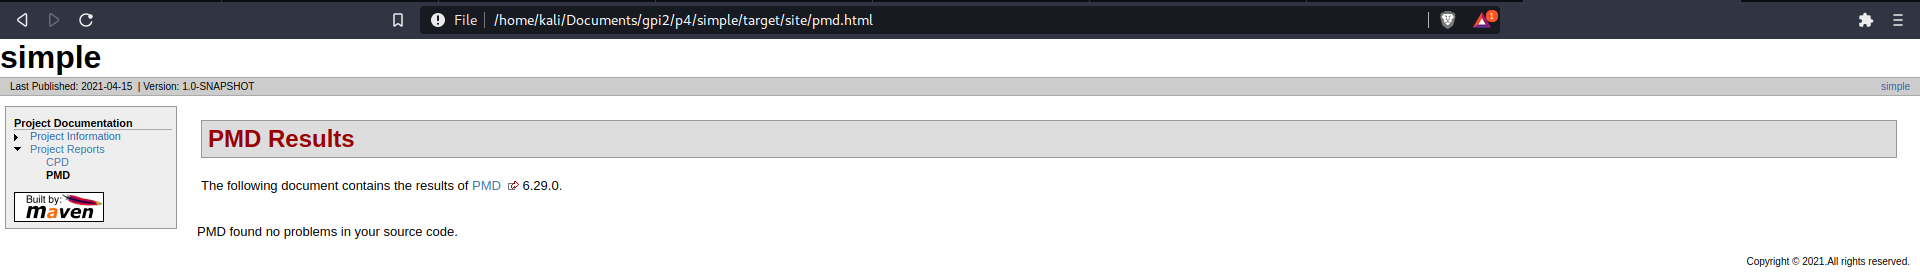 File
/home/kali/Documents/gpi2/p4/simple/target/site/pmd.html
1
simple
Last Published: 2021-04-15 | Version: 1.0-SNAPSHOT
simple
Project Documentation
Project Information
Project Reports
CPD
PMD
Built by:
maven
PMD Results
The following document contains the results of PMD 6.29.0.
PMD found no problems in your source code.
Copyright © 2021.All rights reserved.